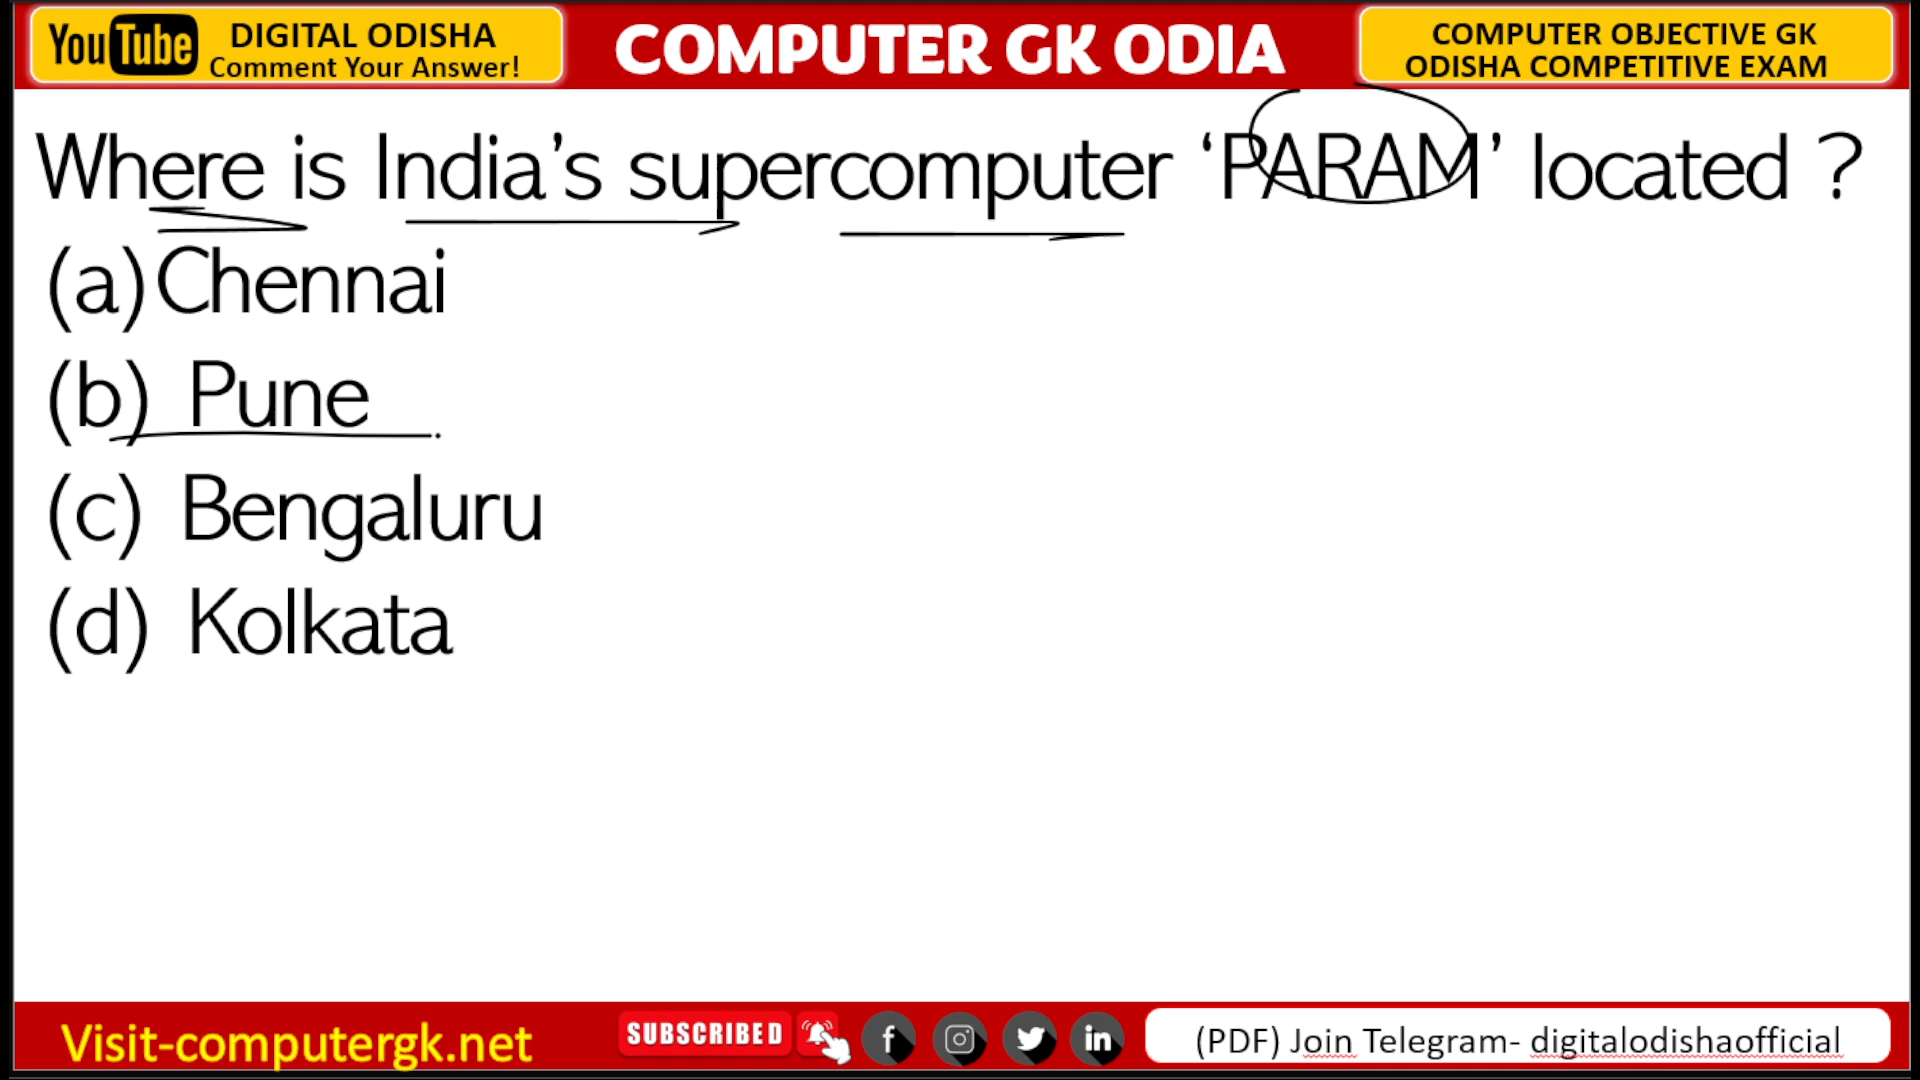 YouTube DIGITAL ODISHA
Comment Your Answer!
COMPUTER GK ODIA
COMPUTER OBJECTIVE GK
ODISHA COMPETITIVE EXAM
Where is India’s supercomputer ‘PARAM’ located ?
(a) Chennai
(b) Pune
(c) Bengaluru
(d) Kolkata
Visit-computergk.net
SUBSCRIBED
f
in
(PDF) Join Telegram- digitalodishaofficial